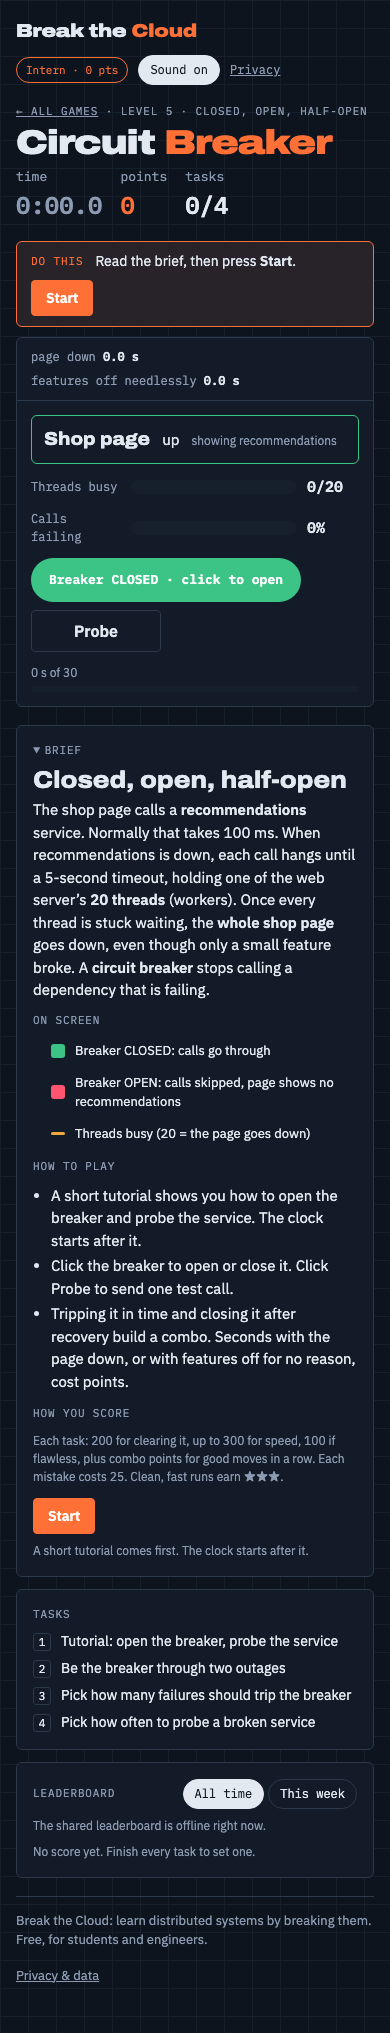 Break the Cloud
Intern · 0 pts
Sound on
Privacy
← ALL GAMES · LEVEL 5 · CLOSED, OPEN, HALF-OPEN
Circuit Breaker
time points tasks
0:00.0 0 0/4
DO THIS Read the brief, then press Start.
Start
page down 0.0 s
features off needlessly 0.0 s
Shop page up showing recommendations
Threads busy 0/20
Calls
failing 0%
Breaker CLOSED · click to open
Probe
0 s of 30
▼ BRIEF
Closed, open, half-open
The shop page calls a recommendations
service. Normally that takes 100 ms. When
recommendations is down, each call hangs until
a 5-second timeout, holding one of the web
server's 20 threads (workers). Once every
thread is stuck waiting, the whole shop page
goes down, even though only a small feature
broke. A circuit breaker stops calling a
dependency that is failing.
ON SCREEN
Breaker CLOSED: calls go through
Breaker OPEN: calls skipped, page shows no
recommendations
Threads busy (20 = the page goes down)
HOW TO PLAY
• A short tutorial shows you how to open the
breaker and probe the service. The clock
starts after it.
• Click the breaker to open or close it. Click
Probe to send one test call.
• Tripping it in time and closing it after
recovery build a combo. Seconds with the
page down, or with features off for no reason,
cost points.
HOW YOU SCORE
Each task: 200 for clearing it, up to 300 for speed, 100 if
flawless, plus combo points for good moves in a row. Each
mistake costs 25. Clean, fast runs earn ★★★.
Start
A short tutorial comes first. The clock starts after it.
TASKS
1 Tutorial: open the breaker, probe the service
2 Be the breaker through two outages
3 Pick how many failures should trip the breaker
4 Pick how often to probe a broken service
LEADERBOARD All time This week
The shared leaderboard is offline right now.
No score yet. Finish every task to set one.
Break the Cloud: learn distributed systems by breaking them.
Free, for students and engineers.
Privacy & data